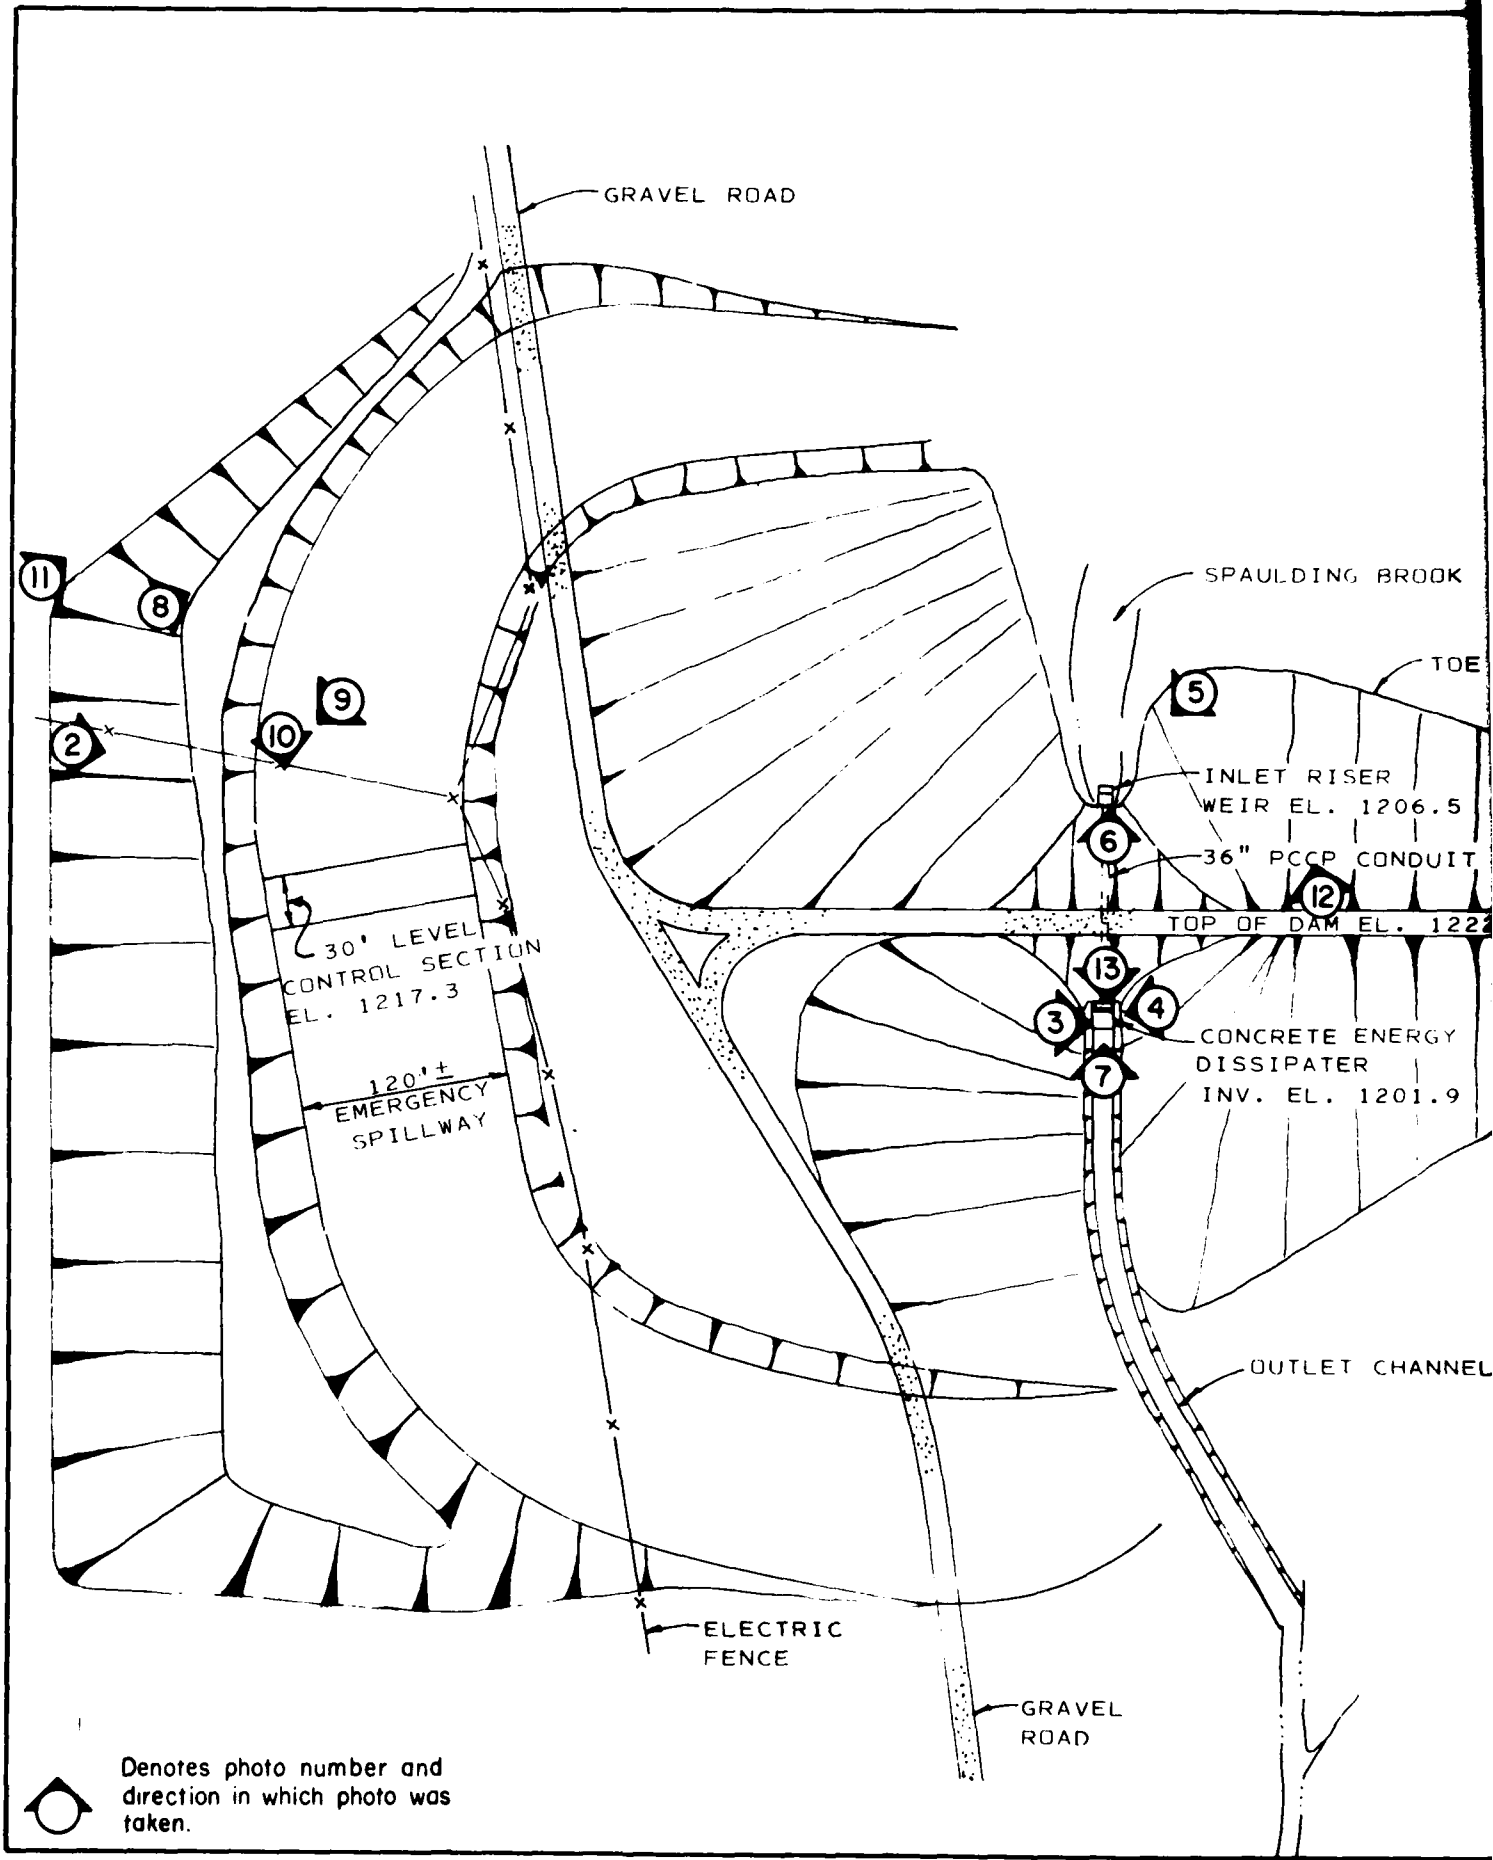 GRAVEL ROAD
SPAULDING BROOK
TOE
11
8
5
9
10
2
INLET RISER
WEIR EL. 1206.5
6
36" PCCP CONDUIT
12
TOP OF DAM EL. 1222
30' LEVEL
CONTROL SECTION
EL. 1217.3
13
3
4
CONCRETE ENERGY
DISSIPATER
INV. EL. 1201.9
7
120'±
EMERGENCY
SPILLWAY
OUTLET CHANNEL
ELECTRIC
FENCE
GRAVEL
ROAD
Denotes photo number and
direction in which photo was
taken.